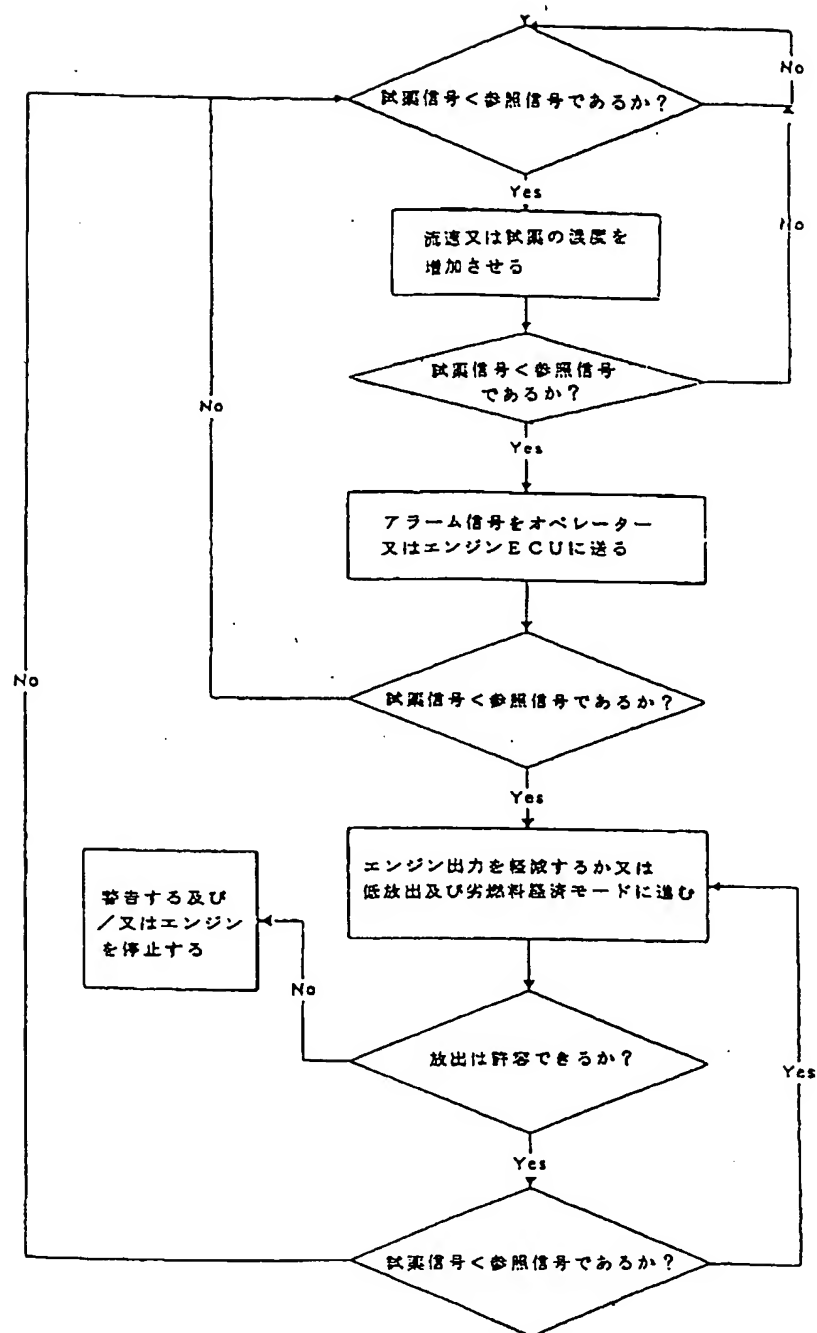 No
試薬信号<参照信号であるか?
Yes
No
流速又は試薬の濃度を
増加させる
試薬信号<参照信号
であるか?
No
Yes
アラーム信号をオペレーター
又はエンジンECUに送る
No
試薬信号<参照信号であるか?
Yes
エンジン出力を軽減するか又は
低放出及び劣燃料経済モードに進む
警告する及び
/又はエンジン
を停止する
No
放出は許容できるか?
Yes
Yes
試薬信号<参照信号であるか?